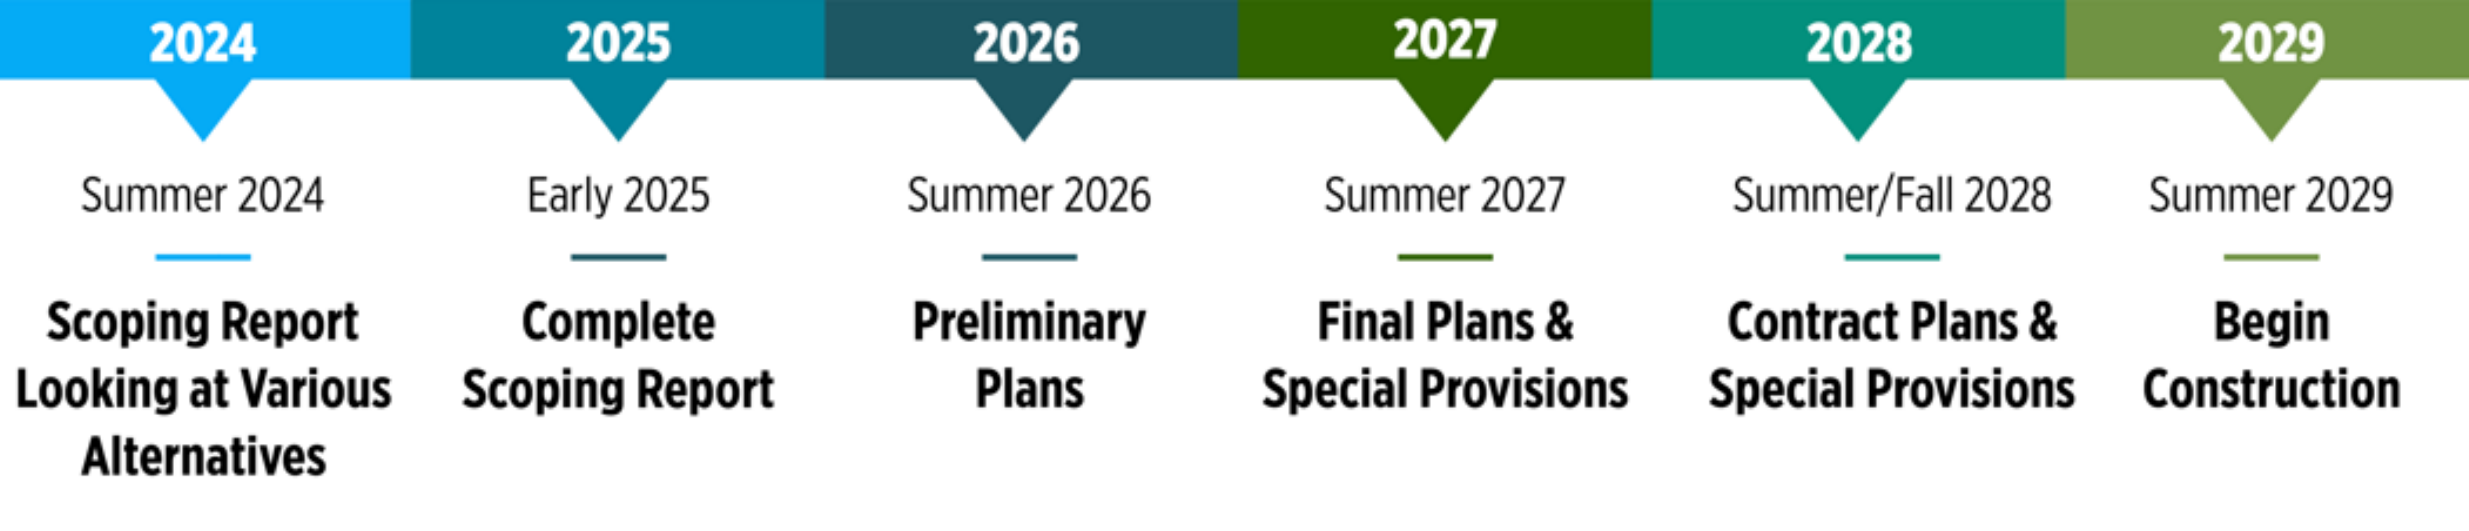 2024
2025
2026
2027
2028
2029
Summer 2024
Early 2025
Summer 2026
Summer 2027
Summer/Fall 2028
Summer 2029
Scoping Report
Looking at Various
Alternatives
Complete
Scoping Report
Preliminary
Plans
Final Plans &
Special Provisions
Contract Plans &
Special Provisions
Begin
Construction